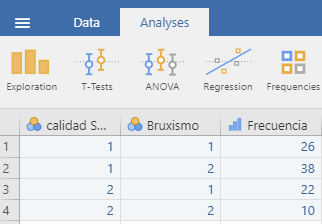 Data Analyses
Exploration T-Tests ANOVA Regression Frequencies
calidad S... Bruxismo Frecuencia
1 1 1 26
2 1 2 38
3 2 1 22
4 2 2 10